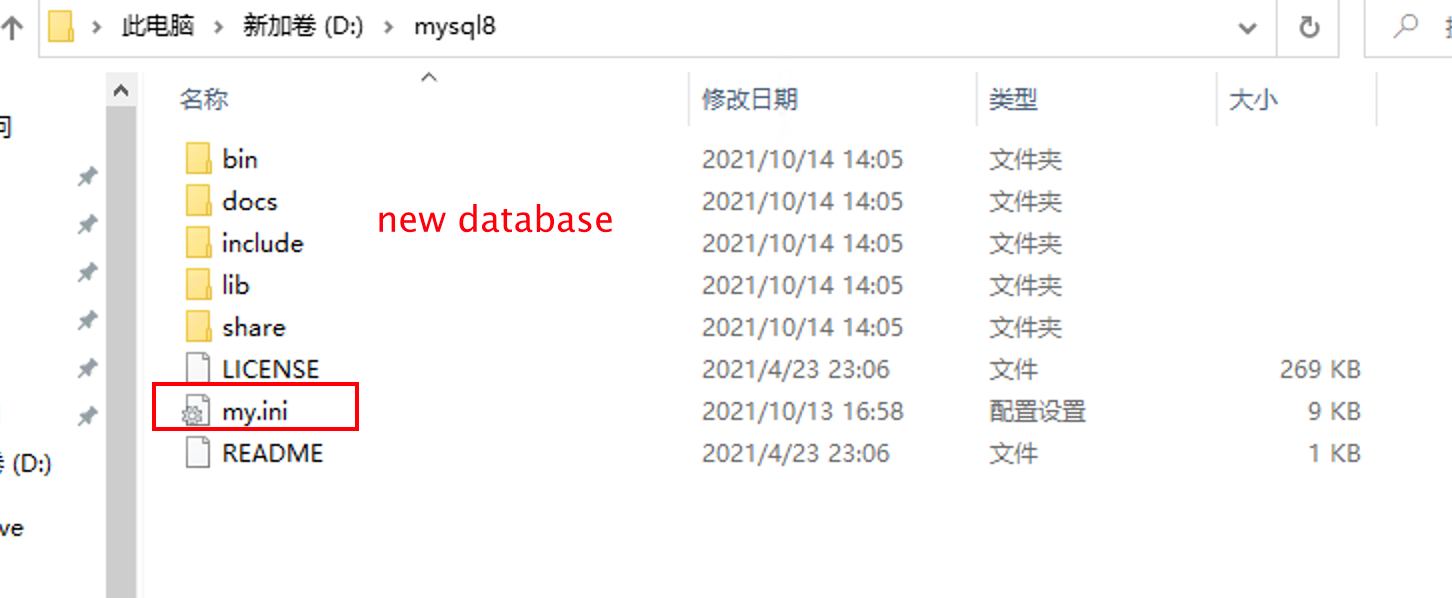 此电脑 > 新加卷 (D:) > mysql8
名称 修改日期 类型 大小
bin 2021/10/14 14:05 文件夹
docs 2021/10/14 14:05 文件夹
new database
include 2021/10/14 14:05 文件夹
lib 2021/10/14 14:05 文件夹
share 2021/10/14 14:05 文件夹
LICENSE 2021/4/23 23:06 文件 269 KB
my.ini 2021/10/13 16:58 配置设置 9 KB
README 2021/4/23 23:06 文件 1 KB
(D:)